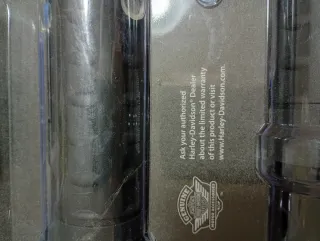 Ask your authorized
Harley-Davidson® Dealer
about the limited warranty
of this product or visit
www.Harley-Davidson.com.
GENUINE